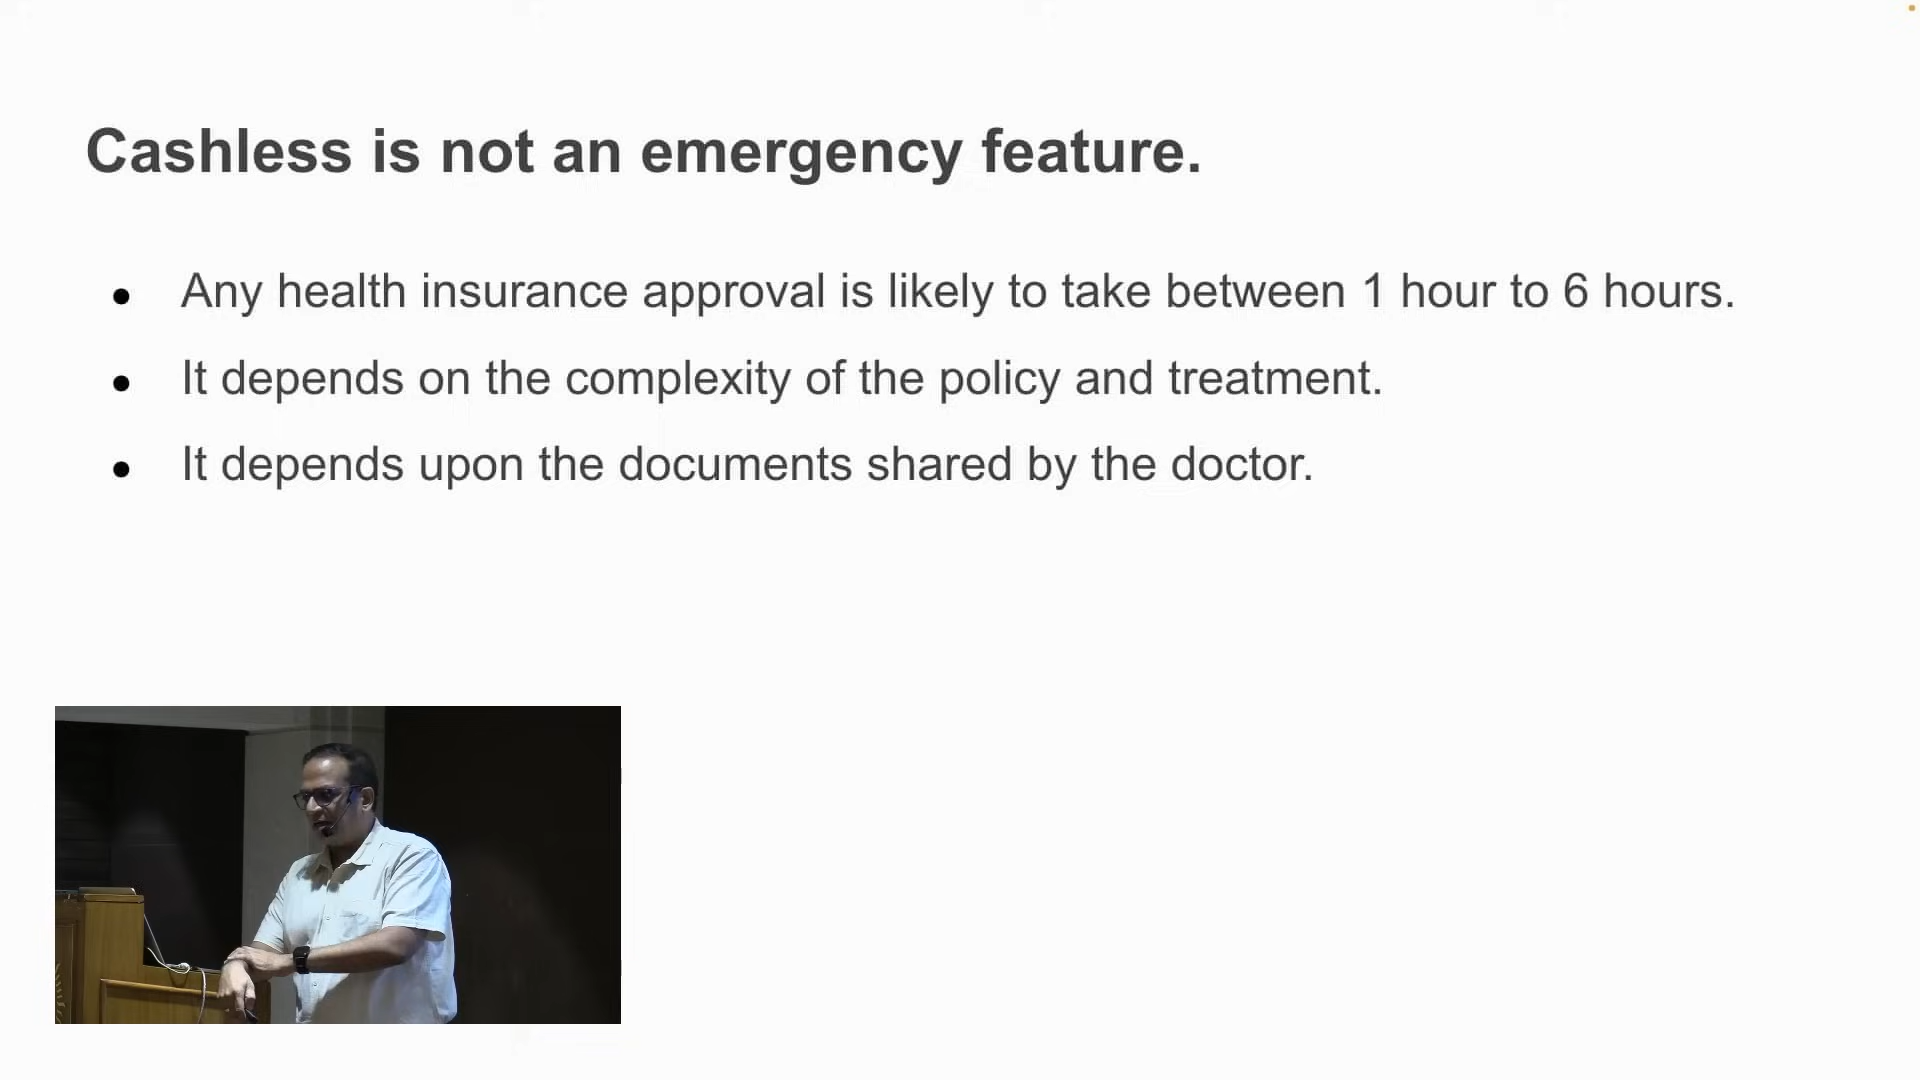 Cashless is not an emergency feature.
● Any health insurance approval is likely to take between 1 hour to 6 hours.
● It depends on the complexity of the policy and treatment.
● It depends upon the documents shared by the doctor.